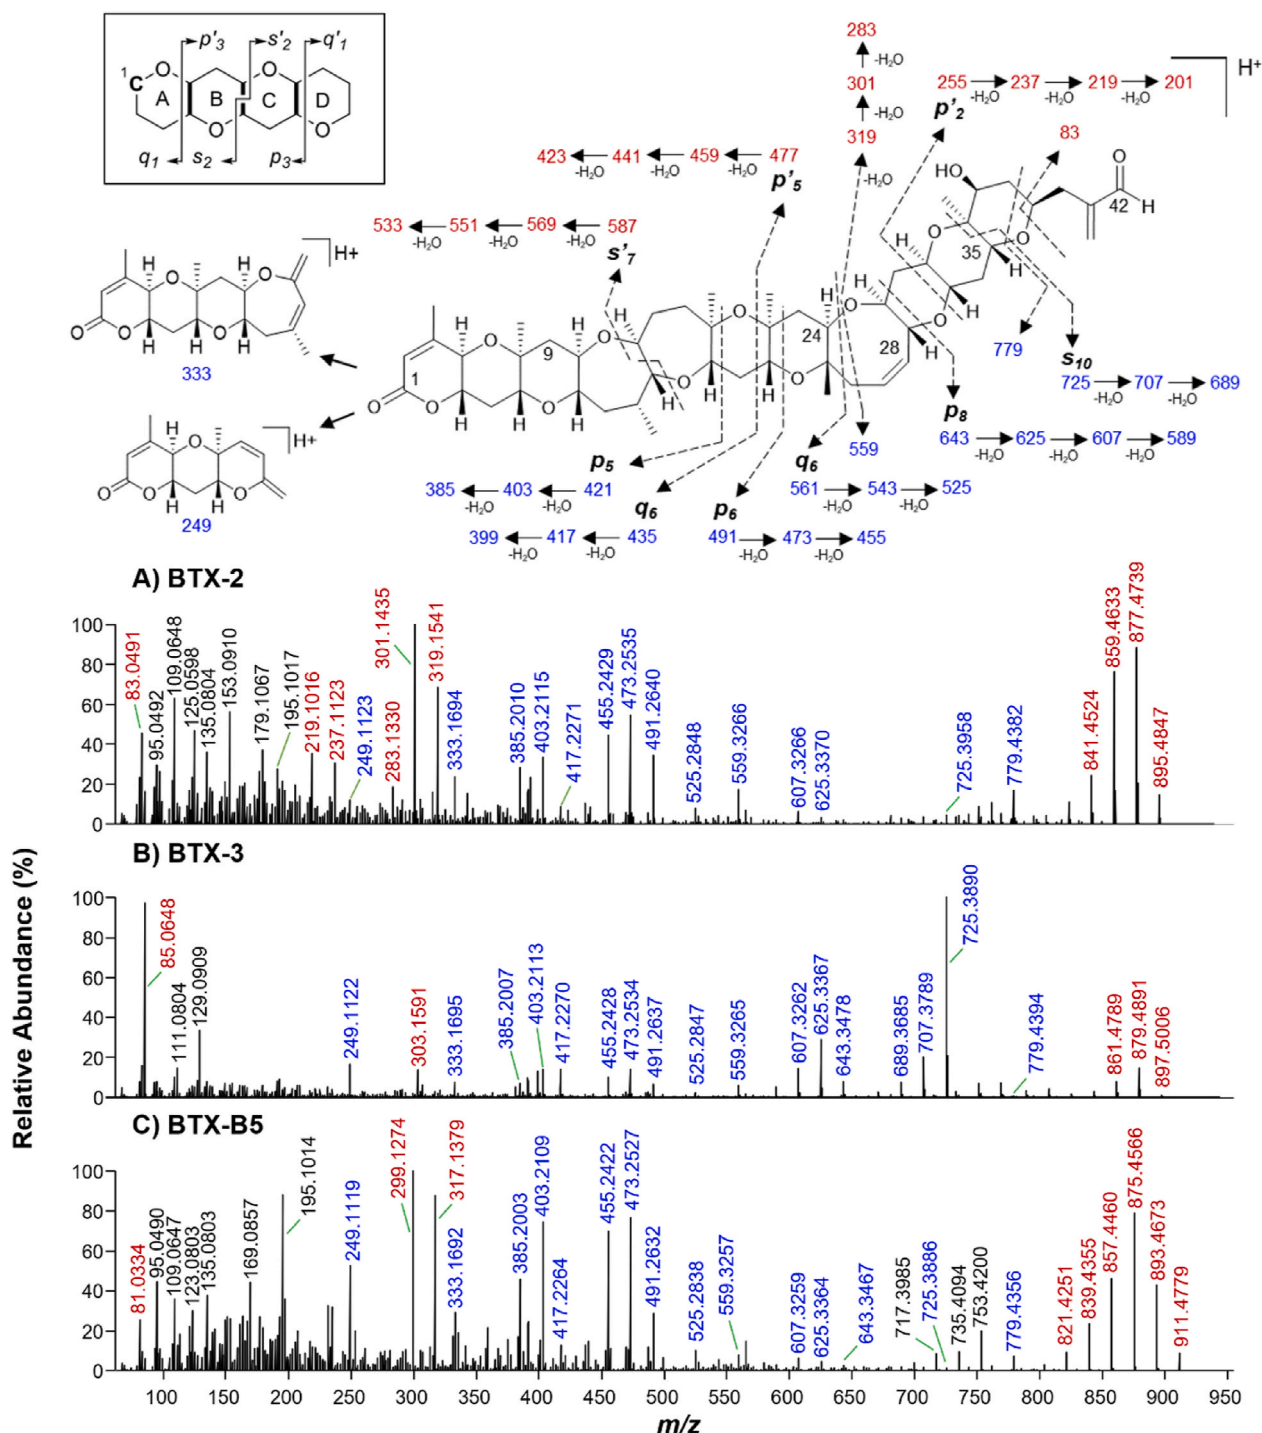 283
-H₂O
301
-H₂O
319
-H₂O
255 237 219 201
-H₂O -H₂O -H₂O
H⁺
p'₃ s'₂ q'₁
1
C O O
A B C D
O O
q₁ s₂ p₃
p'₂
83
423 441 459 477
-H₂O -H₂O -H₂O
p'₅
HO O
42 H
533 551 569 587
-H₂O -H₂O -H₂O
s'₇
H+
H O H O
O O H H O H
333
H+
H O
O O H H O
249
35
O H O
H O H
H O H
779
s₁₀
725 707 689
-H₂O -H₂O
24 28
9
1
H O H O H
O O H H O H
O O O
H O H H O
p₈
643 625 607 589
-H₂O -H₂O -H₂O
559
q₆
p₅
385 403 421
-H₂O -H₂O
q₆ p₆
561 543 525
-H₂O -H₂O
399 417 435
-H₂O -H₂O
491 473 455
-H₂O -H₂O
A) BTX-2
83.0491
95.0492
109.0648
125.0598
135.0804
153.0910
179.1067
195.1017
219.1016
237.1123
249.1123
283.1330
301.1435
319.1541
333.1694
385.2010
403.2115
417.2271
455.2429
473.2535
491.2640
525.2848
559.3266
607.3266
625.3370
725.3958
779.4382
841.4524
859.4633
877.4739
895.4847
100
80
60
40
20
0
B) BTX-3
85.0648
111.0804
129.0909
249.1122
303.1591
333.1695
385.2007
403.2113
417.2270
455.2428
473.2534
491.2637
525.2847
559.3265
607.3262
625.3367
643.3478
689.3685
707.3789
725.3890
779.4394
861.4789
879.4891
897.5006
100
80
60
40
20
0
Relative Abundance (%)
C) BTX-B5
81.0334
95.0490
109.0647
123.0803
135.0803
169.0857
195.1014
249.1119
299.1274
317.1379
333.1692
385.2003
403.2109
417.2264
455.2422
473.2527
491.2632
525.2838
559.3257
607.3259
625.3364
643.3467
717.3985
725.3886
735.4094
753.4200
779.4356
821.4251
839.4355
857.4460
875.4566
893.4673
911.4779
100
80
60
40
20
0
100 150 200 250 300 350 400 450 500 550 600 650 700 750 800 850 900 950
m/z